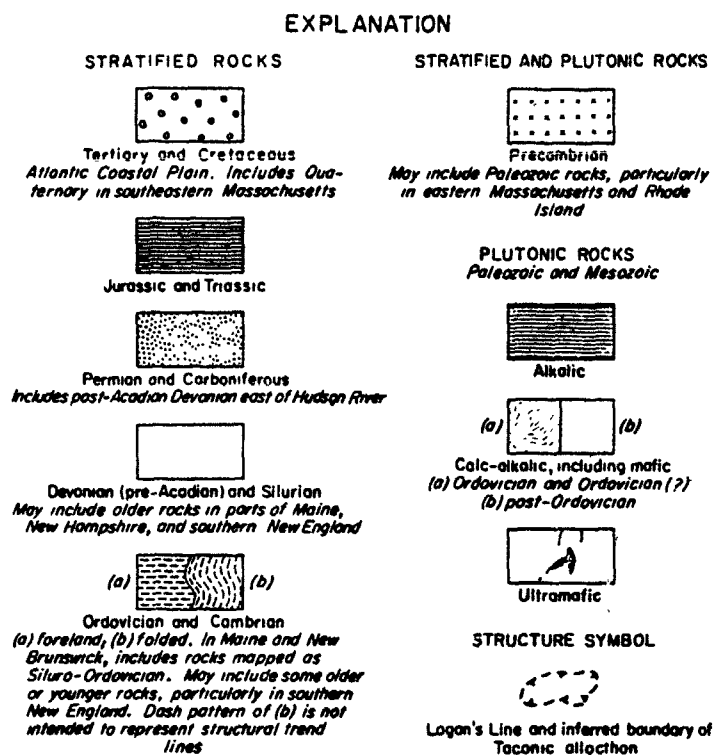 EXPLANATION
STRATIFIED ROCKS
Tertiary and Cretaceous
Atlantic Coastal Plain. Includes Qua-
ternary in southeastern Massachusetts
Jurassic and Triassic
Permian and Carboniferous
Includes post-Acadian Devonian east of Hudson River
Devonian (pre-Acadian) and Silurian
May include older rocks in parts of Maine,
New Hampshire, and southern New England
(a) (b)
Ordovician and Cambrian
(a) foreland, (b) folded. In Maine and New
Brunswick, includes rocks mapped as
Siluro-Ordovician. May include some older
or younger rocks, particularly in southern
New England. Dash pattern of (b) is not
intended to represent structural trend
lines
STRATIFIED AND PLUTONIC ROCKS
Precambrian
May include Paleozoic rocks, particularly
in eastern Massachusetts and Rhode
Island
PLUTONIC ROCKS
Paleozoic and Mesozoic
Alkalic
(a) (b)
Calc-alkalic, including mafic
(a) Ordovician and Ordovician (?)
(b) post-Ordovician
Ultramafic
STRUCTURE SYMBOL
Logan's Line and inferred boundary of
Taconic allocthon